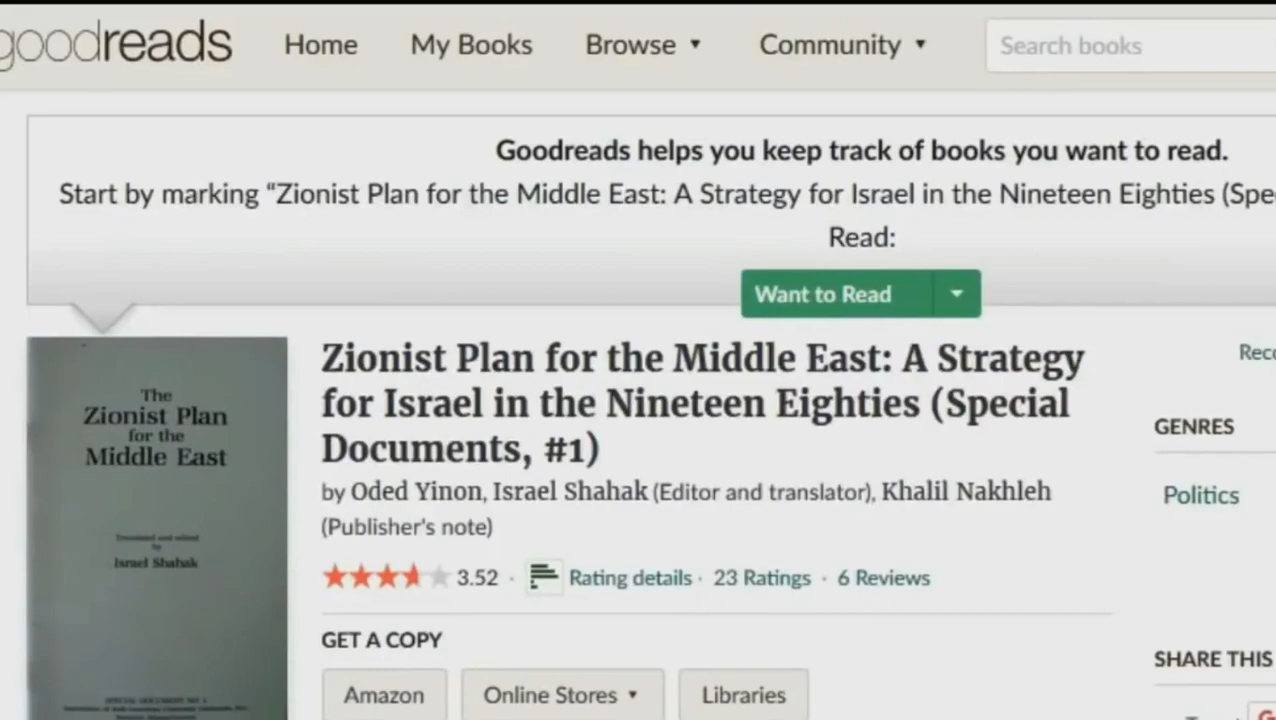 goodreads Home My Books Browse ▼ Community ▼ Search books
Goodreads helps you keep track of books you want to read.
Start by marking “Zionist Plan for the Middle East: A Strategy for Israel in the Nineteen Eighties (Spe
Read:
Want to Read
The
Zionist Plan
for the
Middle East
Translated and edited
by
Israel Shahak
Zionist Plan for the Middle East: A Strategy
for Israel in the Nineteen Eighties (Special
Documents, #1)
by Oded Yinon, Israel Shahak (Editor and translator), Khalil Nakhleh
(Publisher's note)
3.52 · Rating details · 23 Ratings · 6 Reviews
GET A COPY
Amazon Online Stores ▼ Libraries
Reco
GENRES
Politics
SHARE THIS